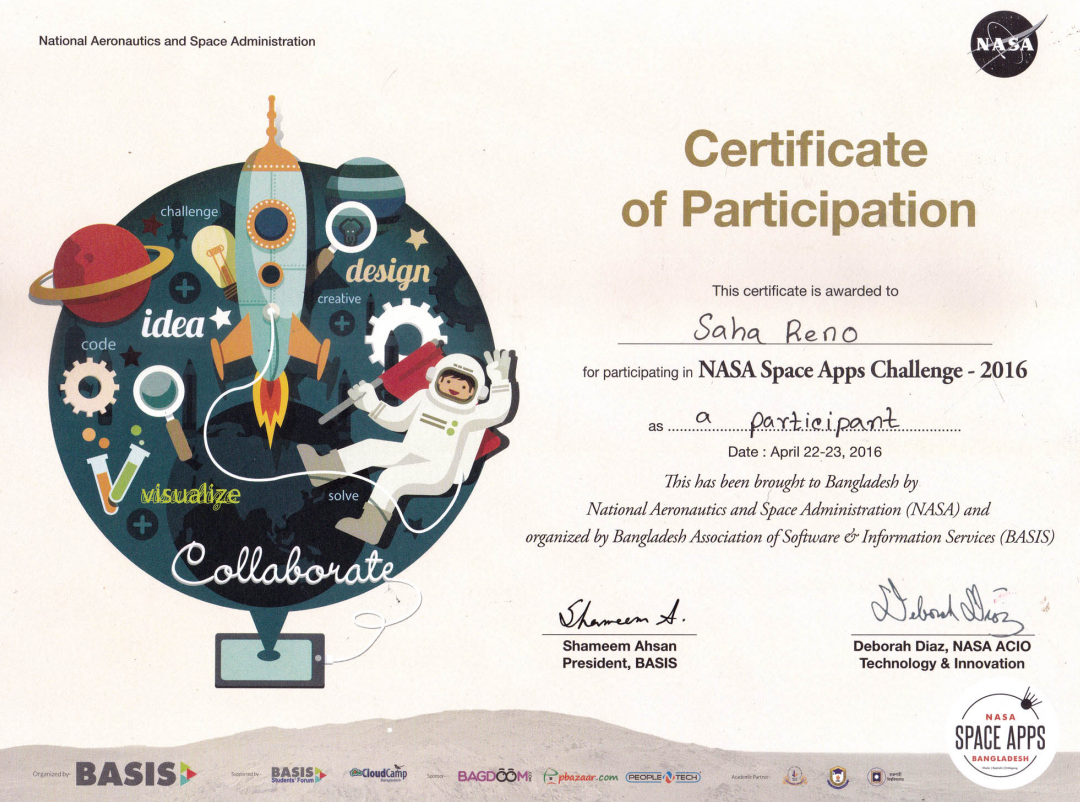 National Aeronautics and Space Administration
NASA
Certificate
of Participation
This certificate is awarded to
Saha Reno
for participating in NASA Space Apps Challenge - 2016
as ..................a.......participant................
Date : April 22-23, 2016
This has been brought to Bangladesh by
National Aeronautics and Space Administration (NASA) and
organized by Bangladesh Association of Software & Information Services (BASIS)
Shameem A.
Shameem Ahsan
President, BASIS
Deborah Diaz
Deborah Diaz, NASA ACIO
Technology & Innovation
challenge
design
creative
idea
code
visualize
solve
Collaborate
NASA
SPACE APPS
BANGLADESH
Organized by
BASIS
Supported by
BASIS
Students' Forum
CloudCamp
Bangladesh
Sponsor
BAGDOOM
pbazaar.com
PEOPLE N TECH
Academic Partner